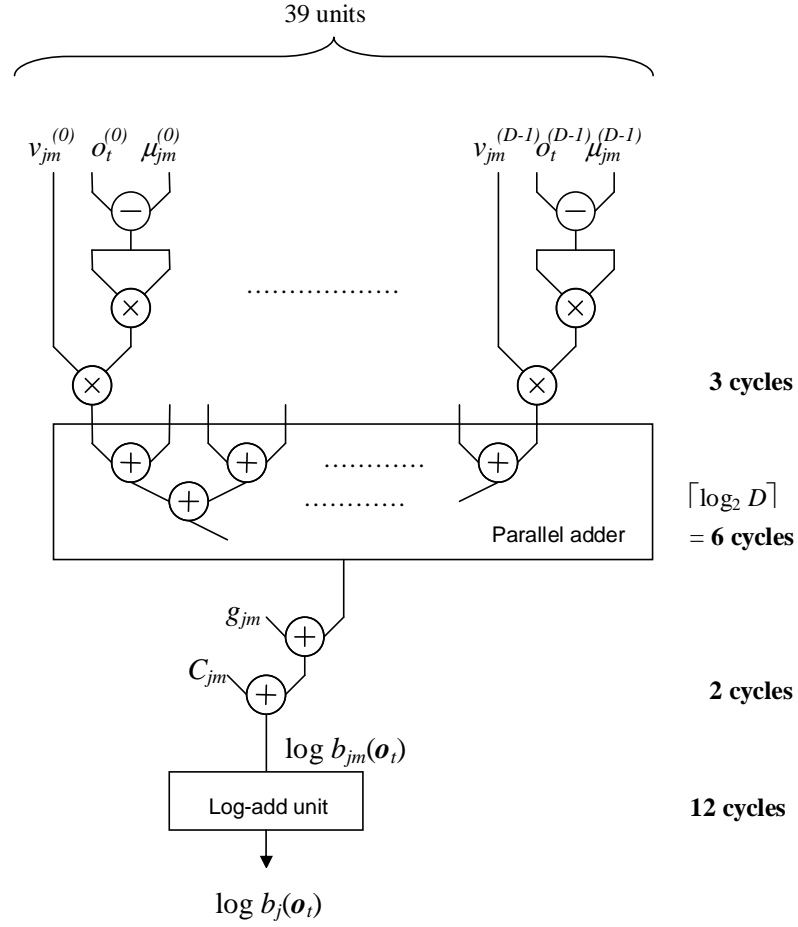 39 units
v_jm^(0) o_t^(0) μ_jm^(0) v_jm^(D-1) o_t^(D-1) μ_jm^(D-1)
− −
× ..................  ×
× × 3 cycles
+ + ............ +
+ ............
⌈log₂ D⌉
Parallel adder = 6 cycles
g_jm +
C_jm + 2 cycles
log b_jm(o_t)
Log-add unit 12 cycles
log b_j(o_t)